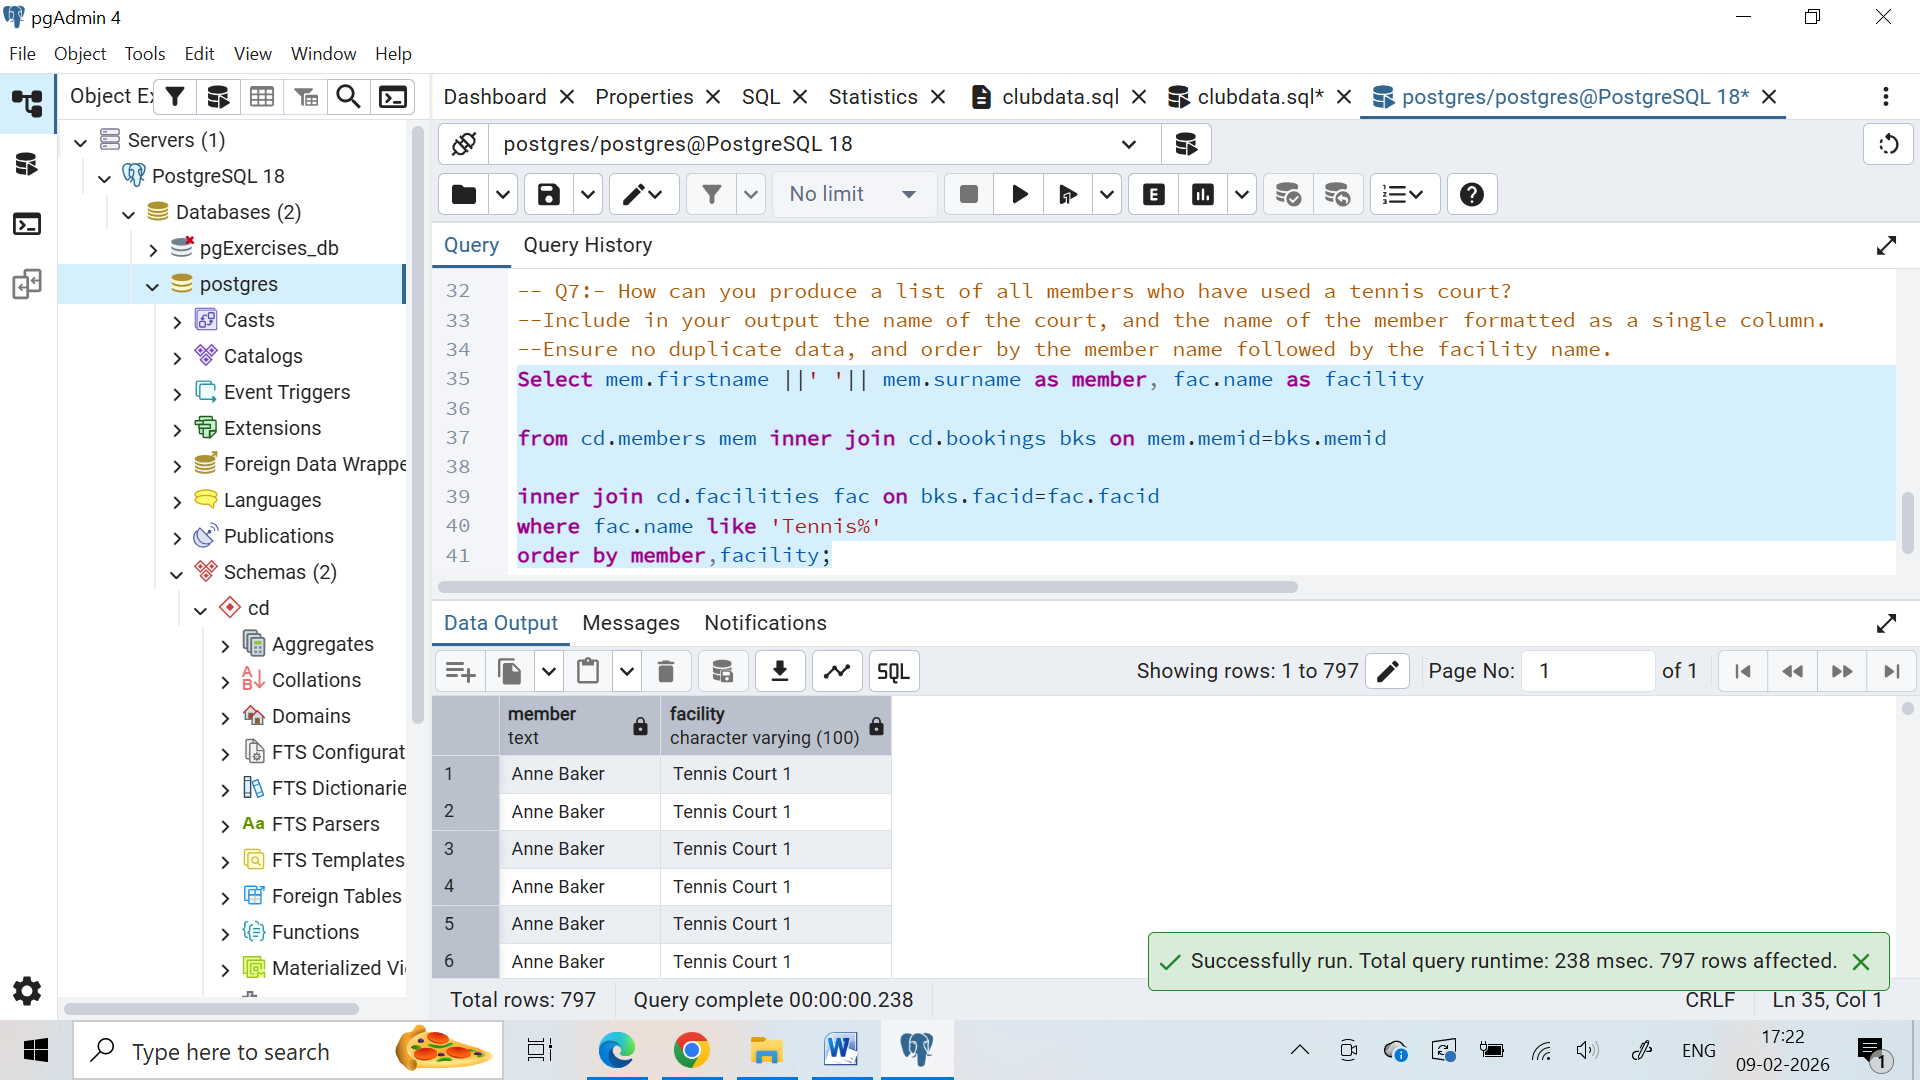 pgAdmin 4
File Object Tools Edit View Window Help
Object E
Dashboard Properties SQL Statistics clubdata.sql clubdata.sql* postgres/postgres@PostgreSQL 18*
Servers (1)
PostgreSQL 18
Databases (2)
pgExercises_db
postgres
Casts
Catalogs
Event Triggers
Extensions
Foreign Data Wrappe
Languages
Publications
Schemas (2)
cd
Aggregates
Collations
Domains
FTS Configurat
FTS Dictionarie
Aa FTS Parsers
FTS Templates
Foreign Tables
Functions
Materialized Vi
postgres/postgres@PostgreSQL 18
No limit
E
Query Query History
32 -- Q7:- How can you produce a list of all members who have used a tennis court?
33 --Include in your output the name of the court, and the name of the member formatted as a single column.
34 --Ensure no duplicate data, and order by the member name followed by the facility name.
35 Select mem.firstname ||' '|| mem.surname as member, fac.name as facility
36
37 from cd.members mem inner join cd.bookings bks on mem.memid=bks.memid
38
39 inner join cd.facilities fac on bks.facid=fac.facid
40 where fac.name like 'Tennis%'
41 order by member,facility;
Data Output Messages Notifications
SQL
Showing rows: 1 to 797 Page No: 1 of 1
member facility
text character varying (100)
1 Anne Baker Tennis Court 1
2 Anne Baker Tennis Court 1
3 Anne Baker Tennis Court 1
4 Anne Baker Tennis Court 1
5 Anne Baker Tennis Court 1
6 Anne Baker Tennis Court 1
Successfully run. Total query runtime: 238 msec. 797 rows affected.
Total rows: 797 Query complete 00:00:00.238 CRLF Ln 35, Col 1
Type here to search
ENG
17:22
09-02-2026
1